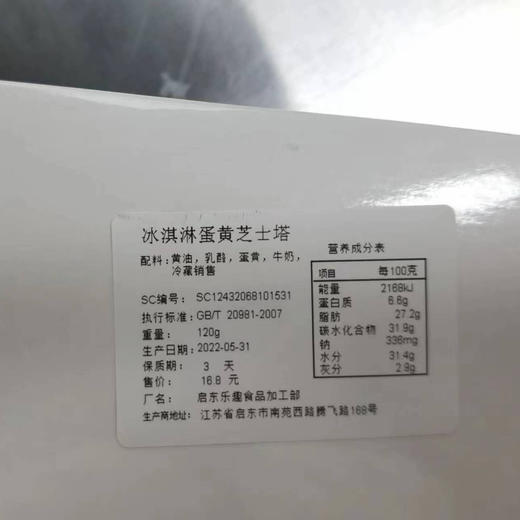 冰淇淋蛋黄芝士塔
配料：黄油，乳酪，蛋黄，牛奶，
冷藏销售
SC编号： SC12432068101531
执行标准：GB/T 20981-2007
重量： 120g
生产日期：2022-05-31
保质期： 3 天
售价： 16.8 元
厂名： 启东乐趣食品加工部
生产商地址： 江苏省启东市南苑西路腾飞路168号
营养成分表
项目 每100克
能量 2168kJ
蛋白质 6.6g
脂肪 27.2g
碳水化合物 31.9g
钠 336mg
水分 31.4g
灰分 2.9g